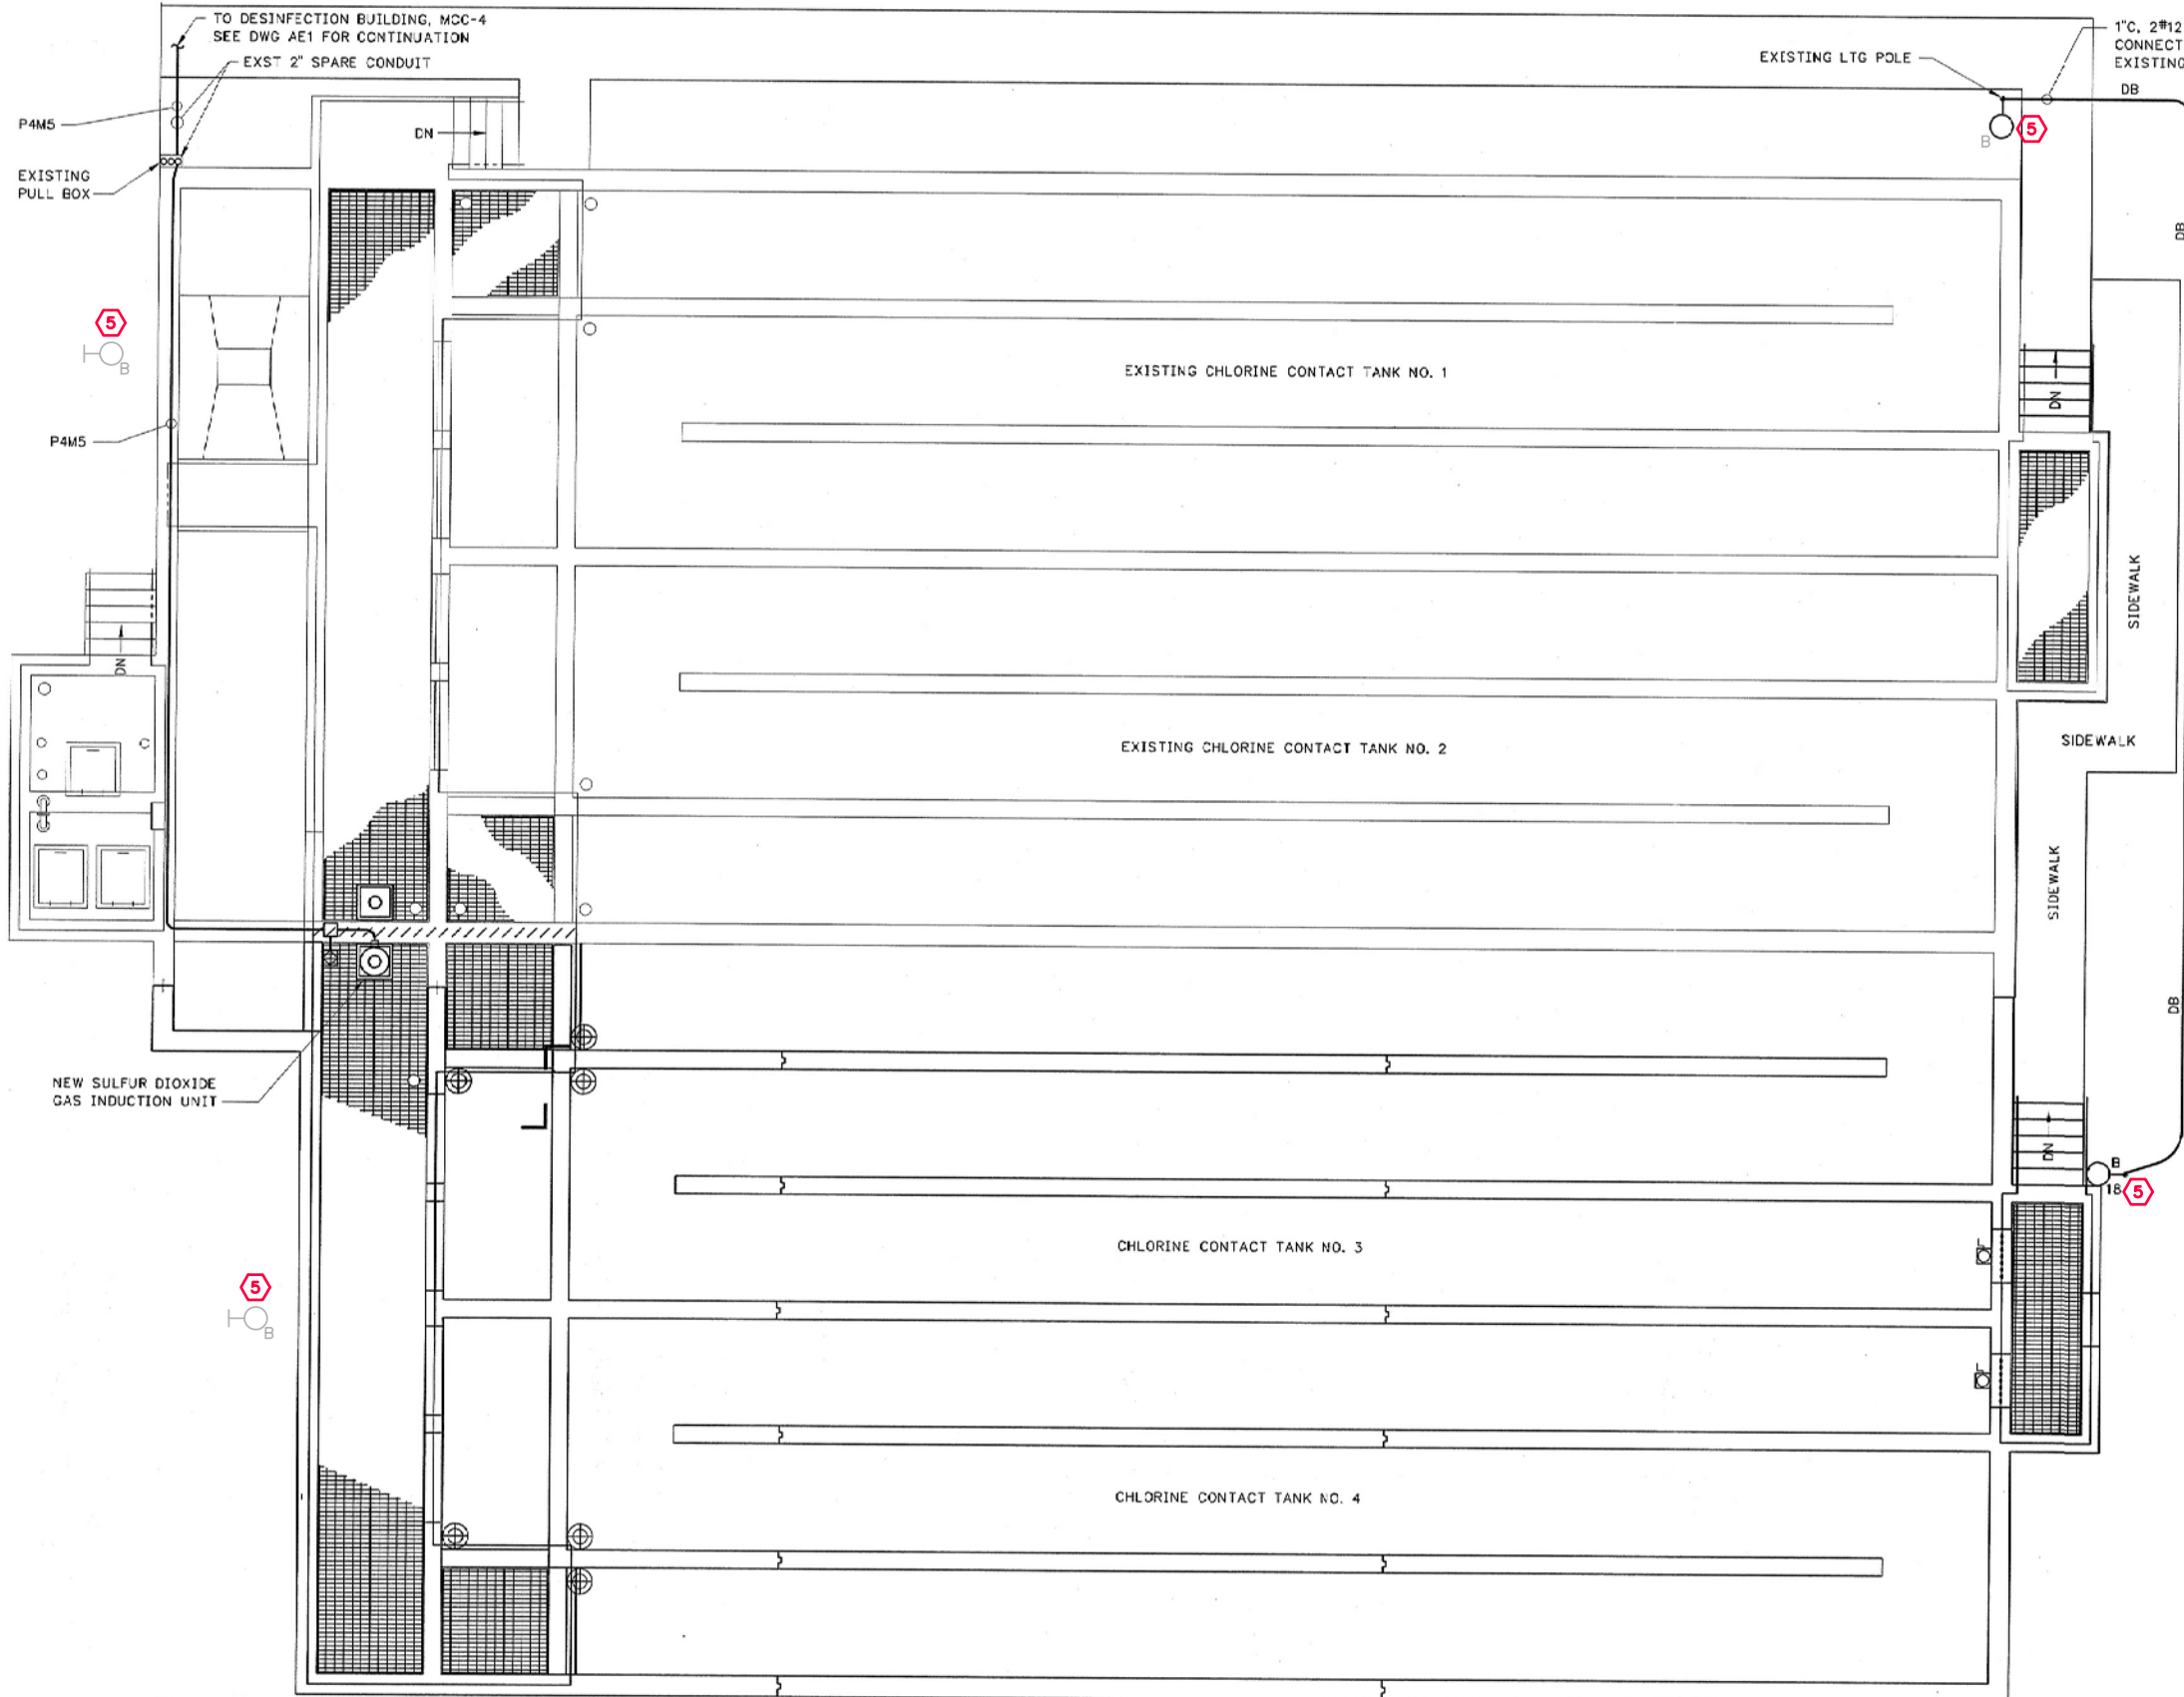 TO DESINFECTION BUILDING, MCC-4
SEE DWG AE1 FOR CONTINUATION
EXST 2" SPARE CONDUIT
P4M5
EXISTING
PULL BOX
DN
EXISTING LTG POLE
1"C, 2#12
CONNECT
EXISTING
DB
B
5
DB
5
B
EXISTING CHLORINE CONTACT TANK NO. 1
DN
P4M5
SIDEWALK
DN
EXISTING CHLORINE CONTACT TANK NO. 2
SIDEWALK
SIDEWALK
DB
NEW SULFUR DIOXIDE
GAS INDUCTION UNIT
DN
B
18
5
CHLORINE CONTACT TANK NO. 3
L
5
B
L
CHLORINE CONTACT TANK NO. 4